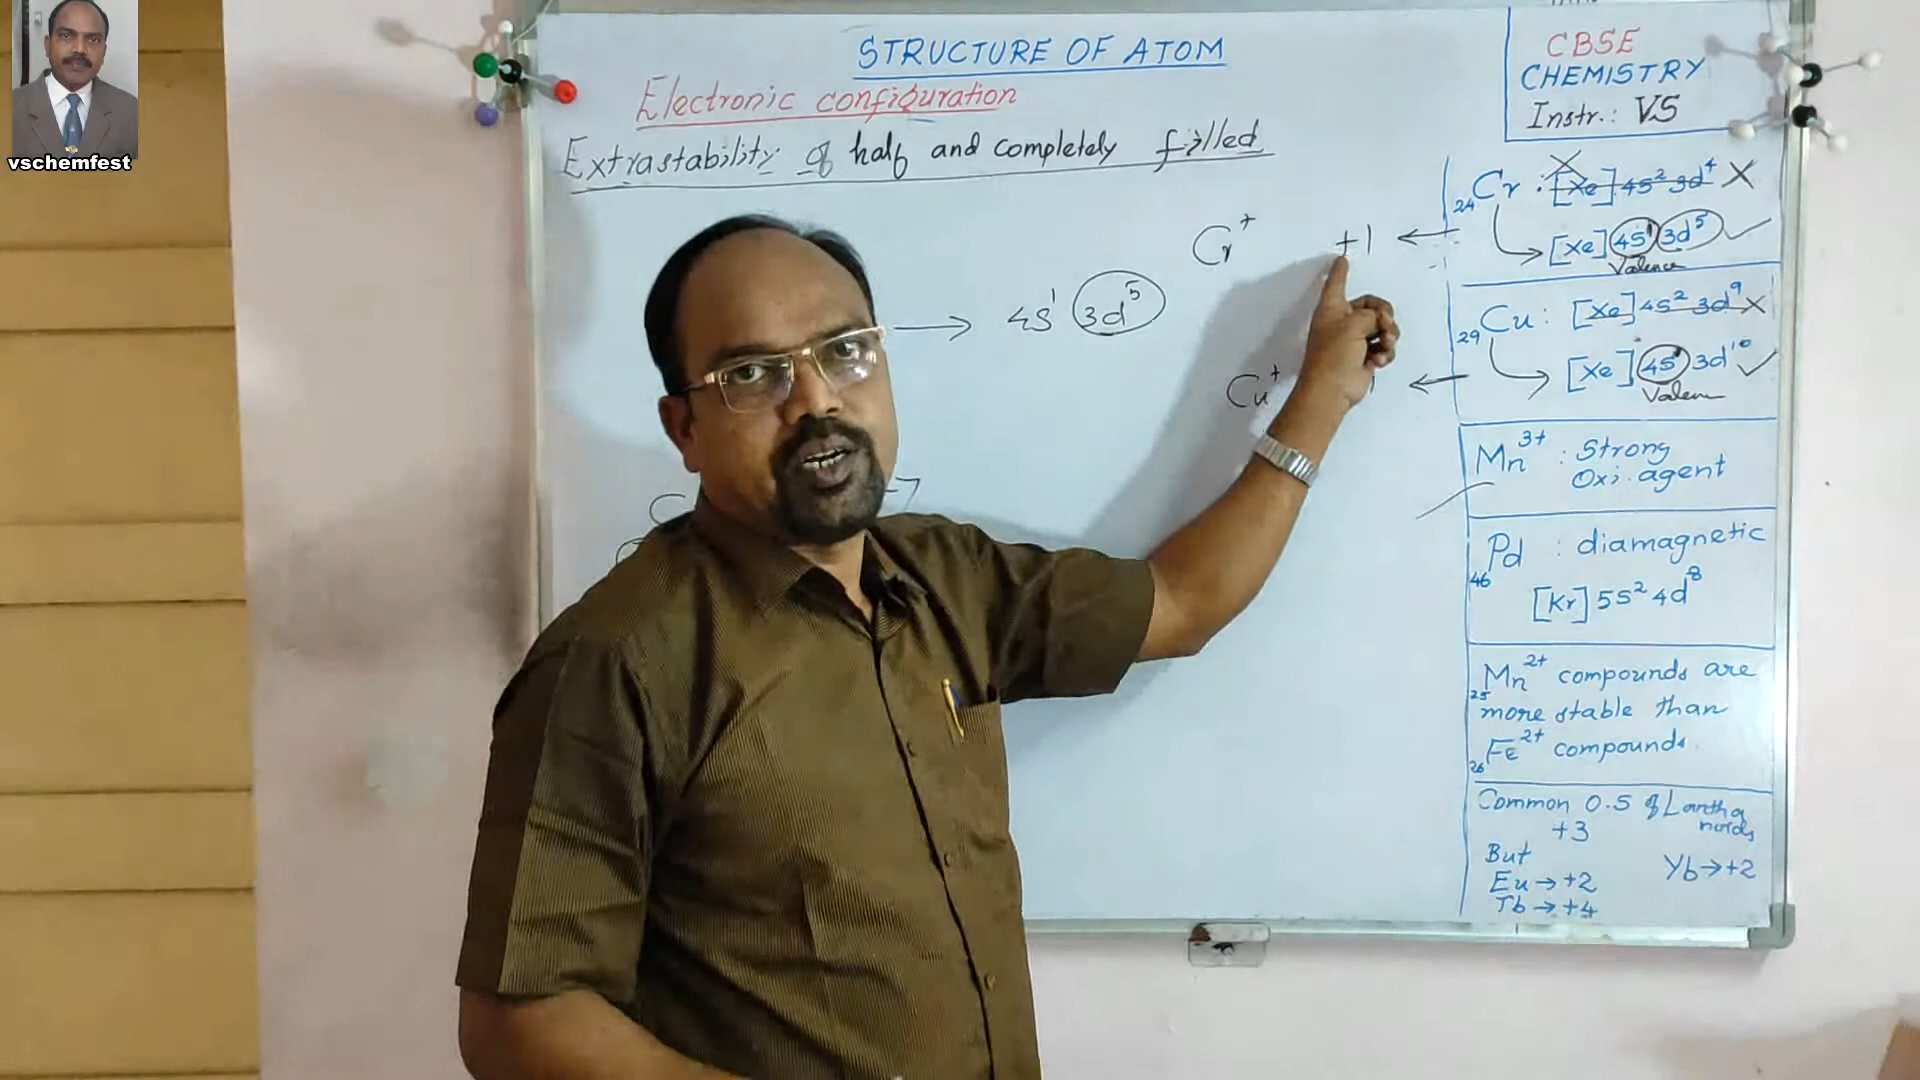 vschemfest
STRUCTURE OF ATOM
Electronic configuration
Extrastability of half and completely filled
CBSE
CHEMISTRY
Instr.: VS
₂₄Cr : [Xe] 4s² 3d⁴ X
[Xe] 4s¹ 3d⁵ ✓
Valence
Cr⁺ +1 ←
→ 4s¹ 3d⁵
₂₉Cu : [Xe] 4s² 3d⁹ X
[Xe] 4s¹ 3d¹⁰ ✓
Cu⁺ ←
Mn³⁺ : Strong
Oxi. agent
₄₆Pd : diamagnetic
[Kr] 5s² 4d⁸
₂₅Mn²⁺ compounds are
more stable than
₂₆Fe²⁺ compounds.
Common O.S of Lanthanoids
+3
But
Eu → +2
Yb → +2
Tb → +4